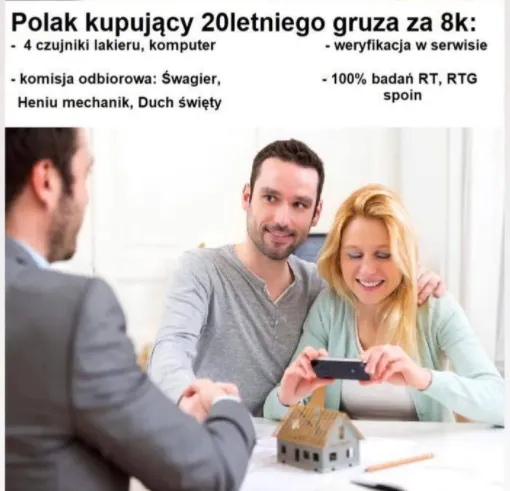 Polak kupujący 20letniego gruza za 8k:
- 4 czujniki lakieru, komputer
- komisja odbiorowa: Śwagier,
Heniu mechanik, Duch święty
- weryfikacja w serwisie
- 100% badań RT, RTG
spoin